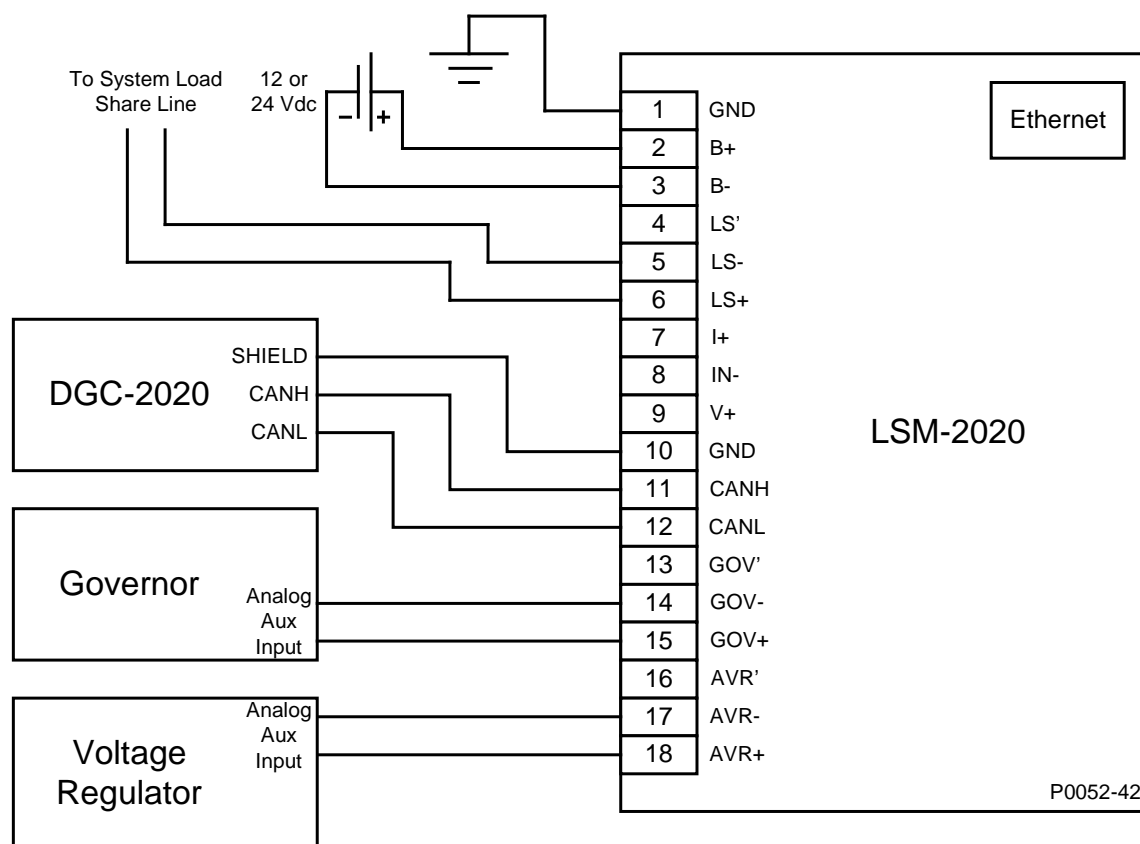 To System Load
Share Line
12 or
24 Vdc
- +
1 GND
2 B+
3 B-
4 LS’
5 LS-
6 LS+
7 I+
8 IN-
9 V+
10 GND
11 CANH
12 CANL
13 GOV’
14 GOV-
15 GOV+
16 AVR’
17 AVR-
18 AVR+
Ethernet
LSM-2020
DGC-2020
SHIELD
CANH
CANL
Governor
Analog
Aux
Input
Voltage
Regulator
Analog
Aux
Input
P0052-42